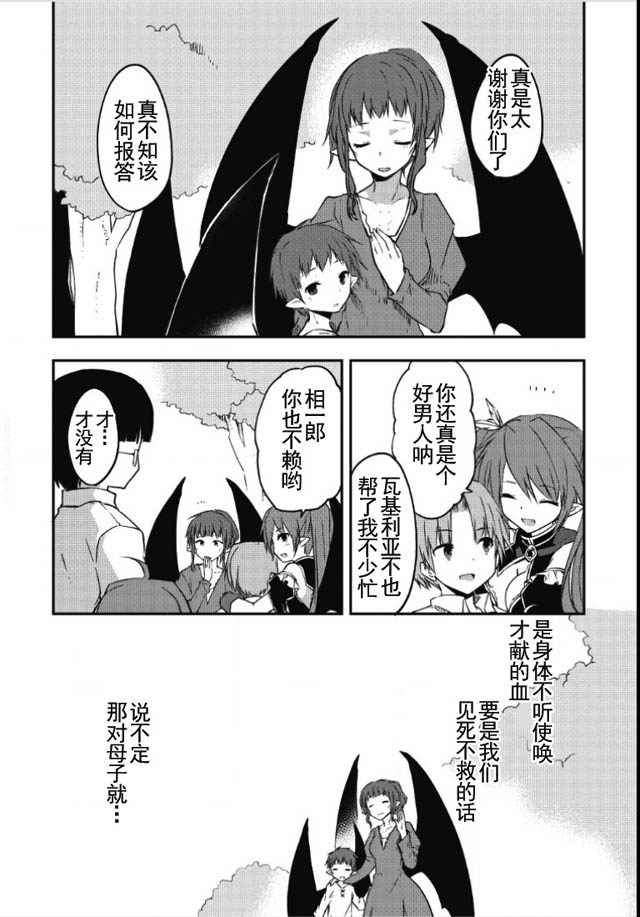 真是太
谢谢你们了
真不知该
如何报答
你还真是个
好男人呐
瓦基利亚不也
帮了我不少忙
相一郎
你也不赖哟
才…
才没有
是身体不听使唤
才献的血
要是我们
见死不救的话
说不定
那对母子就…